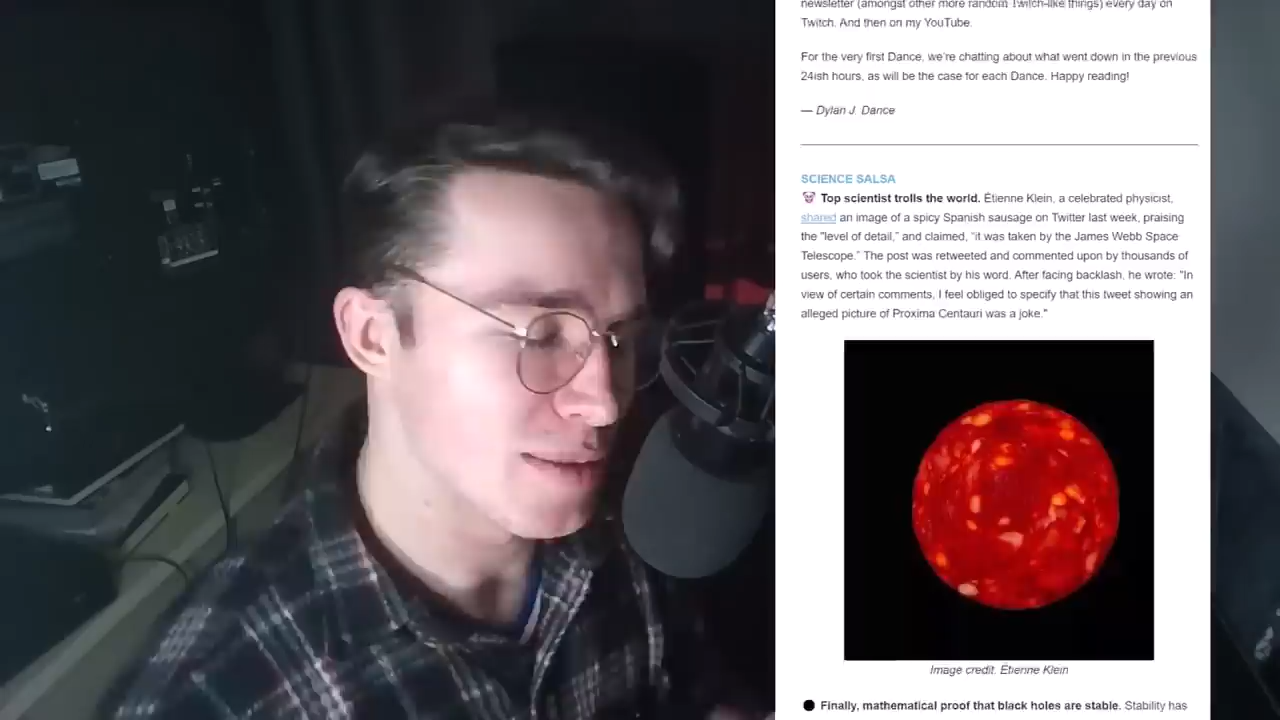 newsletter (amongst other more random Twitch-like things) every day on
Twitch. And then on my YouTube.
For the very first Dance, we're chatting about what went down in the previous
24ish hours, as will be the case for each Dance. Happy reading!
— Dylan J. Dance
SCIENCE SALSA
Top scientist trolls the world. Étienne Klein, a celebrated physicist,
shared an image of a spicy Spanish sausage on Twitter last week, praising
the "level of detail," and claimed, "it was taken by the James Webb Space
Telescope." The post was retweeted and commented upon by thousands of
users, who took the scientist by his word. After facing backlash, he wrote: "In
view of certain comments, I feel obliged to specify that this tweet showing an
alleged picture of Proxima Centauri was a joke."
Image credit: Étienne Klein
Finally, mathematical proof that black holes are stable. Stability has